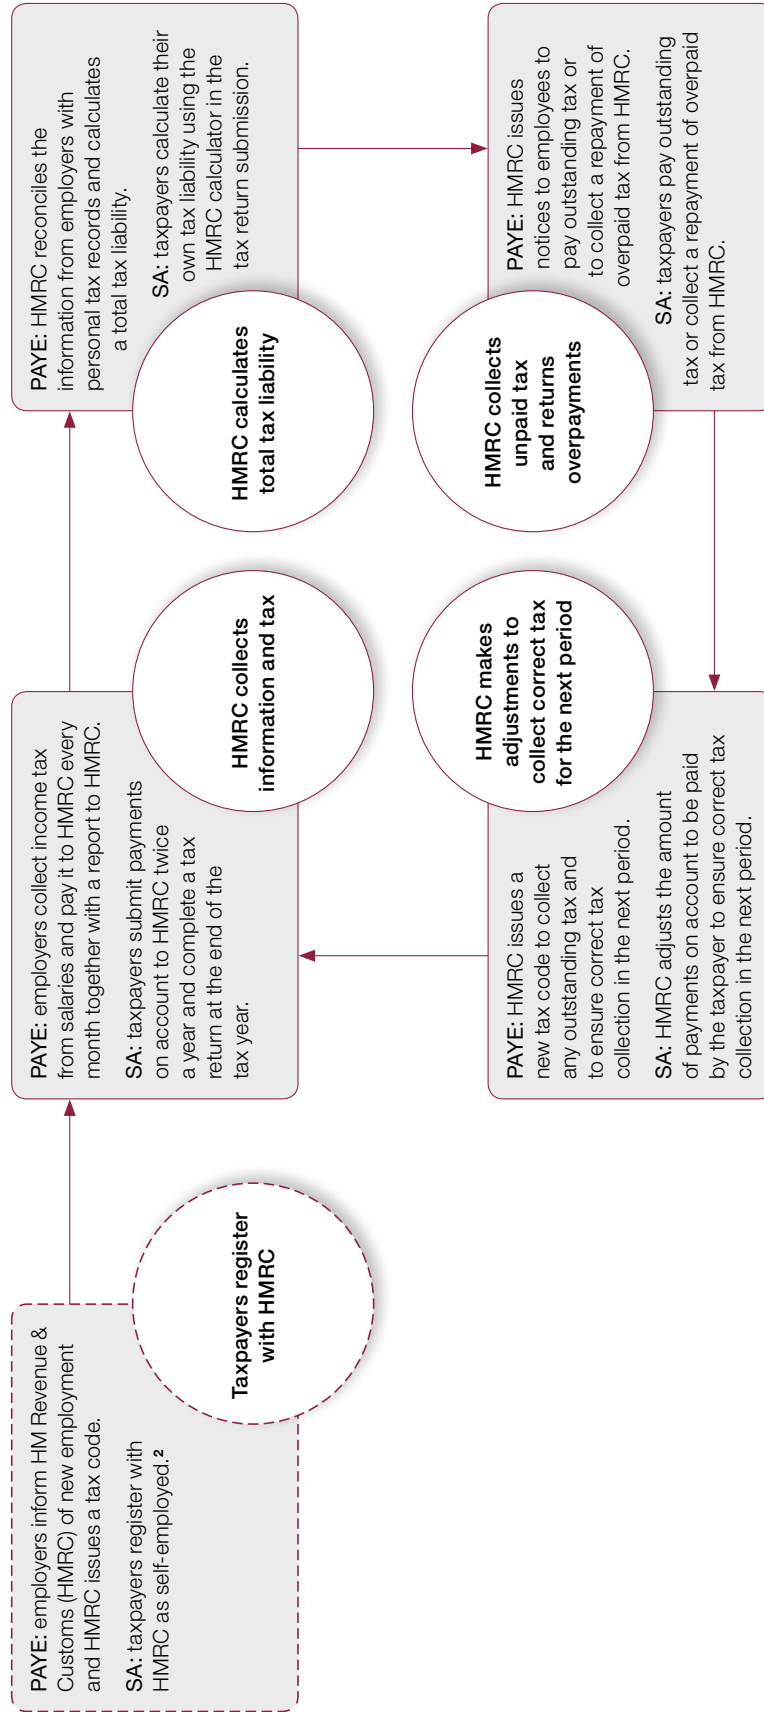 PAYE: employers inform HM Revenue &
Customs (HMRC) of new employment
and HMRC issues a tax code.
SA: taxpayers register with
HMRC as self-employed.²
Taxpayers register
with HMRC
PAYE: employers collect income tax
from salaries and pay it to HMRC every
month together with a report to HMRC.
SA: taxpayers submit payments
on account to HMRC twice
a year and complete a tax
return at the end of the
tax year.
HMRC collects
information and tax
PAYE: HMRC reconciles the
information from employers with
personal tax records and calculates
a total tax liability.
SA: taxpayers calculate their
own tax liability using the
HMRC calculator in the
tax return submission.
HMRC calculates
total tax liability
HMRC collects
unpaid tax
and returns
overpayments
PAYE: HMRC issues
notices to employees to
pay outstanding tax or
to collect a repayment of
overpaid tax from HMRC.
SA: taxpayers pay outstanding
tax or collect a repayment of overpaid
tax from HMRC.
HMRC makes
adjustments to
collect correct tax
for the next period
PAYE: HMRC issues a
new tax code to collect
any outstanding tax and
to ensure correct tax
collection in the next period.
SA: HMRC adjusts the amount
of payments on account to be paid
by the taxpayer to ensure correct tax
collection in the next period.